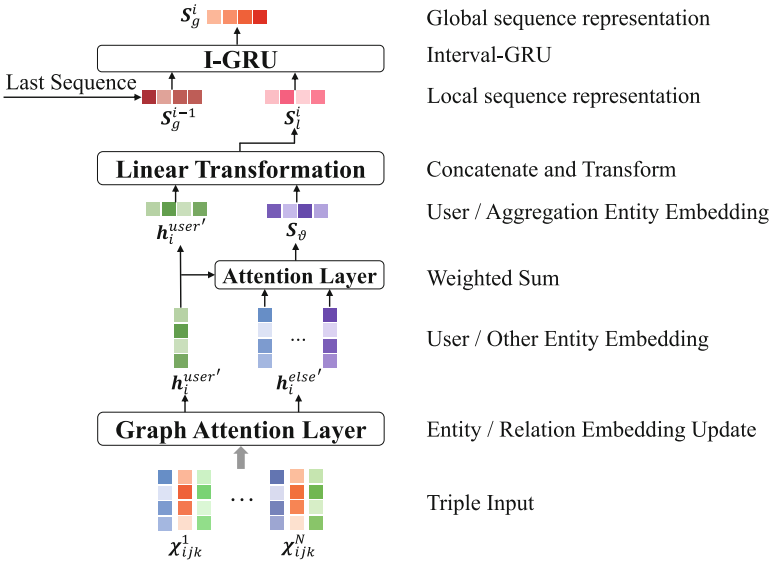 S_g^i Global sequence representation
I-GRU Interval-GRU
Last Sequence
S_g^{i-1} S_l^i Local sequence representation
Linear Transformation Concatenate and Transform
User / Aggregation Entity Embedding
h_i^{user'} S_ϑ
Attention Layer Weighted Sum
... User / Other Entity Embedding
h_i^{user'} h_i^{else'}
Graph Attention Layer Entity / Relation Embedding Update
... Triple Input
χ_{ijk}^1 χ_{ijk}^N